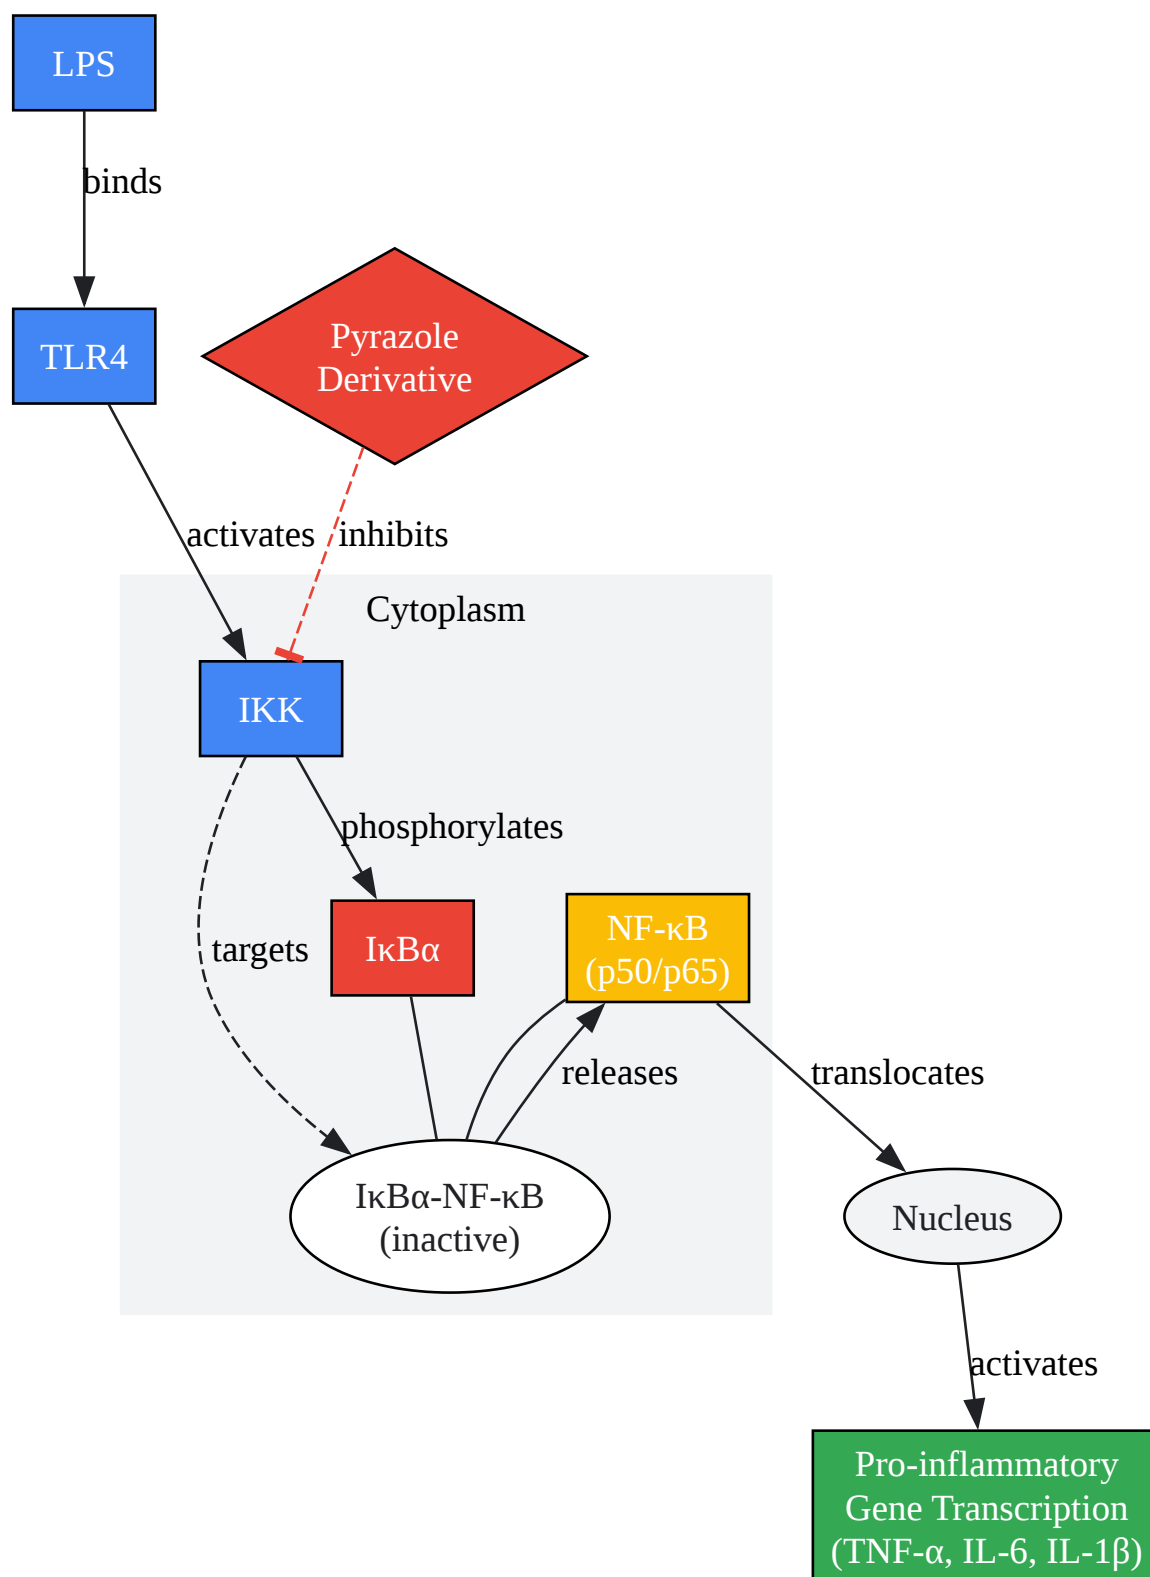 LPS
binds
TLR4
Pyrazole
Derivative
activates
inhibits
Cytoplasm
IKK
phosphorylates
targets
IκBα
NF-κB
(p50/p65)
releases
translocates
IκBα-NF-κB
(inactive)
Nucleus
activates
Pro-inflammatory
Gene Transcription
(TNF-α, IL-6, IL-1β)